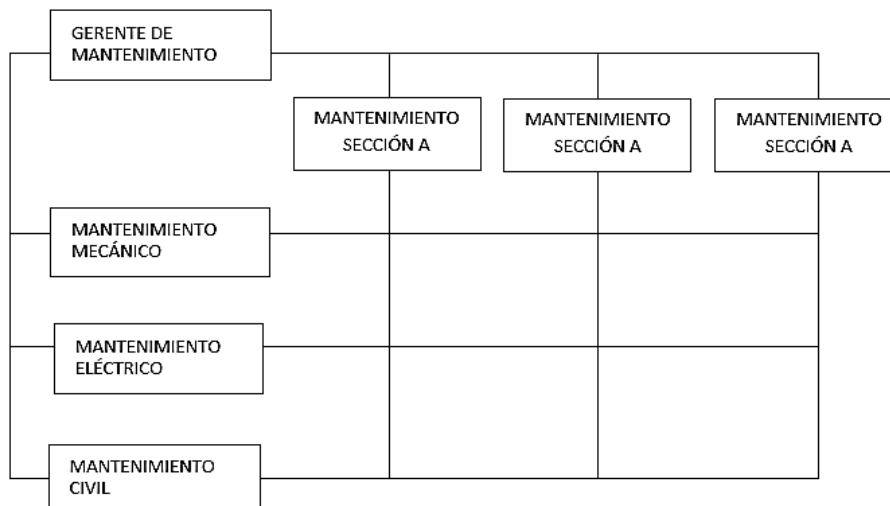 GERENTE DE
MANTENIMIENTO
MANTENIMIENTO
SECCIÓN A
MANTENIMIENTO
SECCIÓN A
MANTENIMIENTO
SECCIÓN A
MANTENIMIENTO
MECÁNICO
MANTENIMIENTO
ELÉCTRICO
MANTENIMIENTO
CIVIL